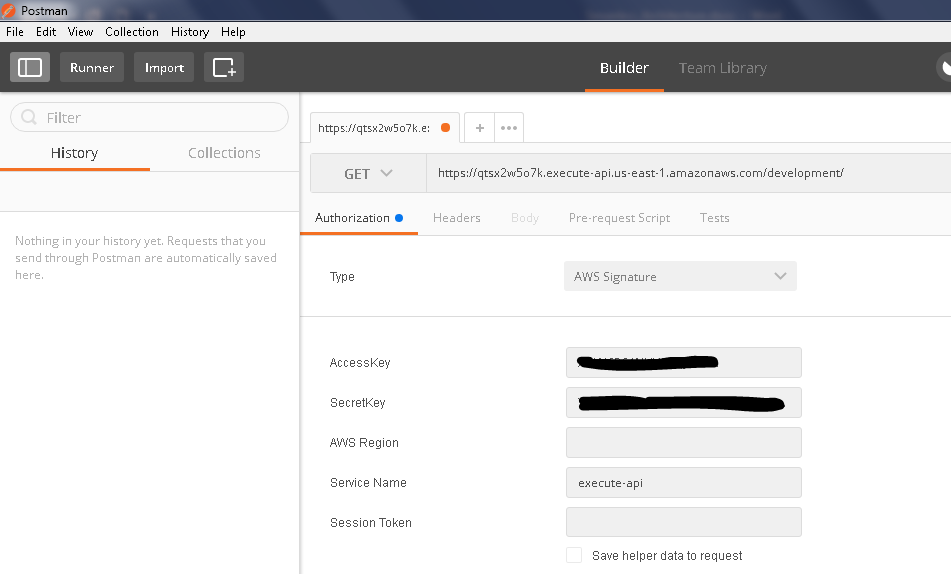 Postman
File Edit View Collection History Help
Runner Import Builder Team Library
Filter
History Collections
Nothing in your history yet. Requests that you
send through Postman are automatically saved
here.
https://qtsx2w5o7k.e: + •••
GET https://qtsx2w5o7k.execute-api.us-east-1.amazonaws.com/development/
Authorization Headers Body Pre-request Script Tests
Type AWS Signature
AccessKey
SecretKey
AWS Region
Service Name execute-api
Session Token
Save helper data to request